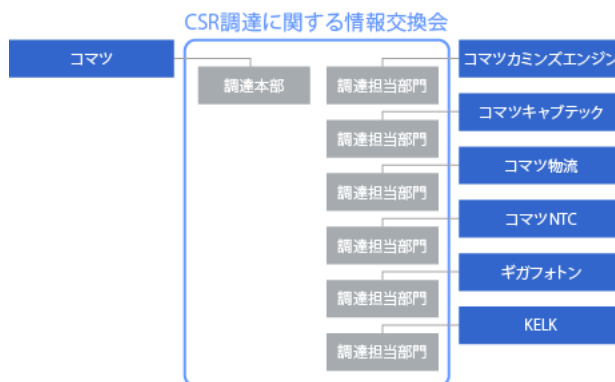 CSR調達に関する情報交換会
コマツ
調達本部
調達担当部門
コマツカミンズエンジン
調達担当部門
コマツキャブテック
調達担当部門
コマツ物流
調達担当部門
コマツNTC
調達担当部門
ギガフォトン
調達担当部門
KELK